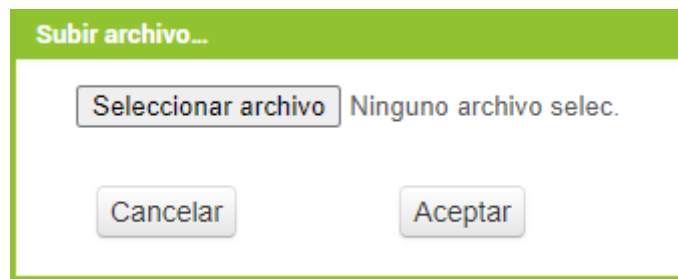 Subir archivo...
Seleccionar archivo Ninguno archivo selec.
Cancelar Aceptar